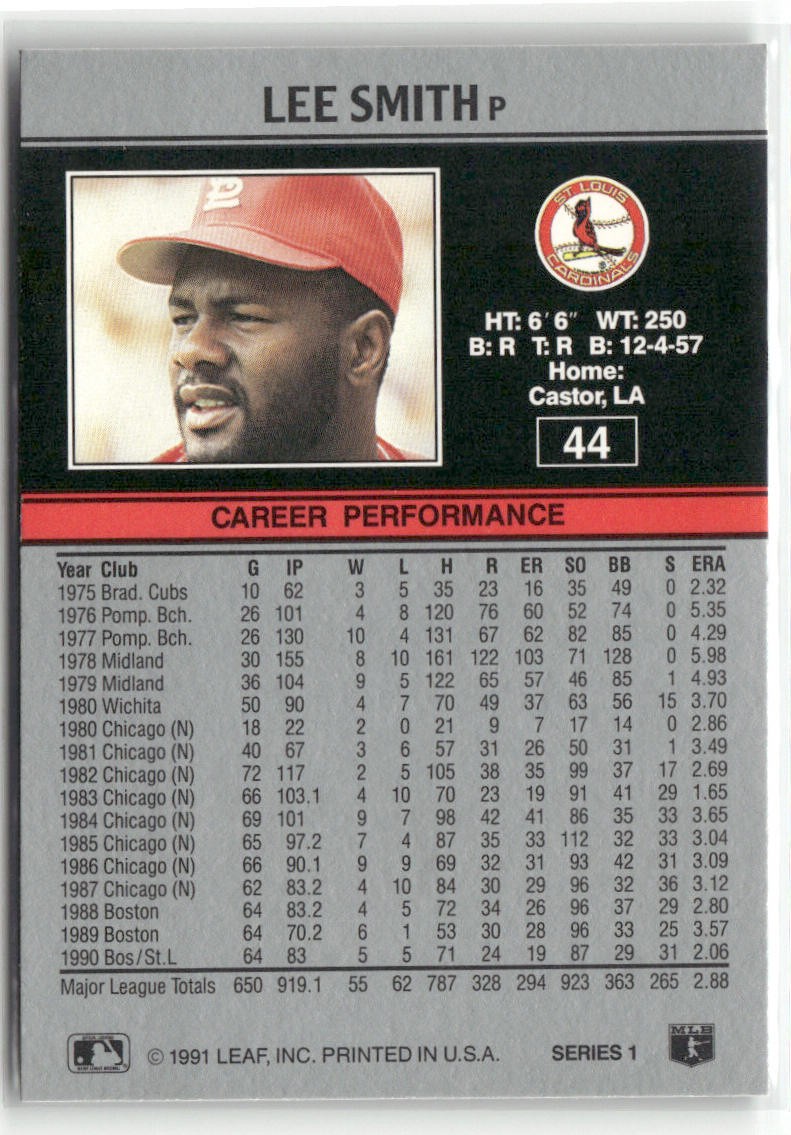 LEE SMITH P
ST. LOUIS
CARDINALS
HT: 6'6" WT: 250
B: R T: R B: 12-4-57
Home:
Castor, LA
44
CAREER PERFORMANCE
Year Club G IP W L H R ER SO BB S ERA
1975 Brad. Cubs 10 62 3 5 35 23 16 35 49 0 2.32
1976 Pomp. Bch. 26 101 4 8 120 76 60 52 74 0 5.35
1977 Pomp. Bch. 26 130 10 4 131 67 62 82 85 0 4.29
1978 Midland 30 155 8 10 161 122 103 71 128 0 5.98
1979 Midland 36 104 9 5 122 65 57 46 85 1 4.93
1980 Wichita 50 90 4 7 70 49 37 63 56 15 3.70
1980 Chicago (N) 18 22 2 0 21 9 7 17 14 0 2.86
1981 Chicago (N) 40 67 3 6 57 31 26 50 31 1 3.49
1982 Chicago (N) 72 117 2 5 105 38 35 99 37 17 2.69
1983 Chicago (N) 66 103.1 4 10 70 23 19 91 41 29 1.65
1984 Chicago (N) 69 101 9 7 98 42 41 86 35 33 3.65
1985 Chicago (N) 65 97.2 7 4 87 35 33 112 32 33 3.04
1986 Chicago (N) 66 90.1 9 9 69 32 31 93 42 31 3.09
1987 Chicago (N) 62 83.2 4 10 84 30 29 96 32 36 3.12
1988 Boston 64 83.2 4 5 72 34 26 96 37 29 2.80
1989 Boston 64 70.2 6 1 53 30 28 96 33 25 3.57
1990 Bos/St.L 64 83 5 5 71 24 19 87 29 31 2.06
Major League Totals 650 919.1 55 62 787 328 294 923 363 265 2.88
© 1991 LEAF, INC. PRINTED IN U.S.A. SERIES 1
MLB